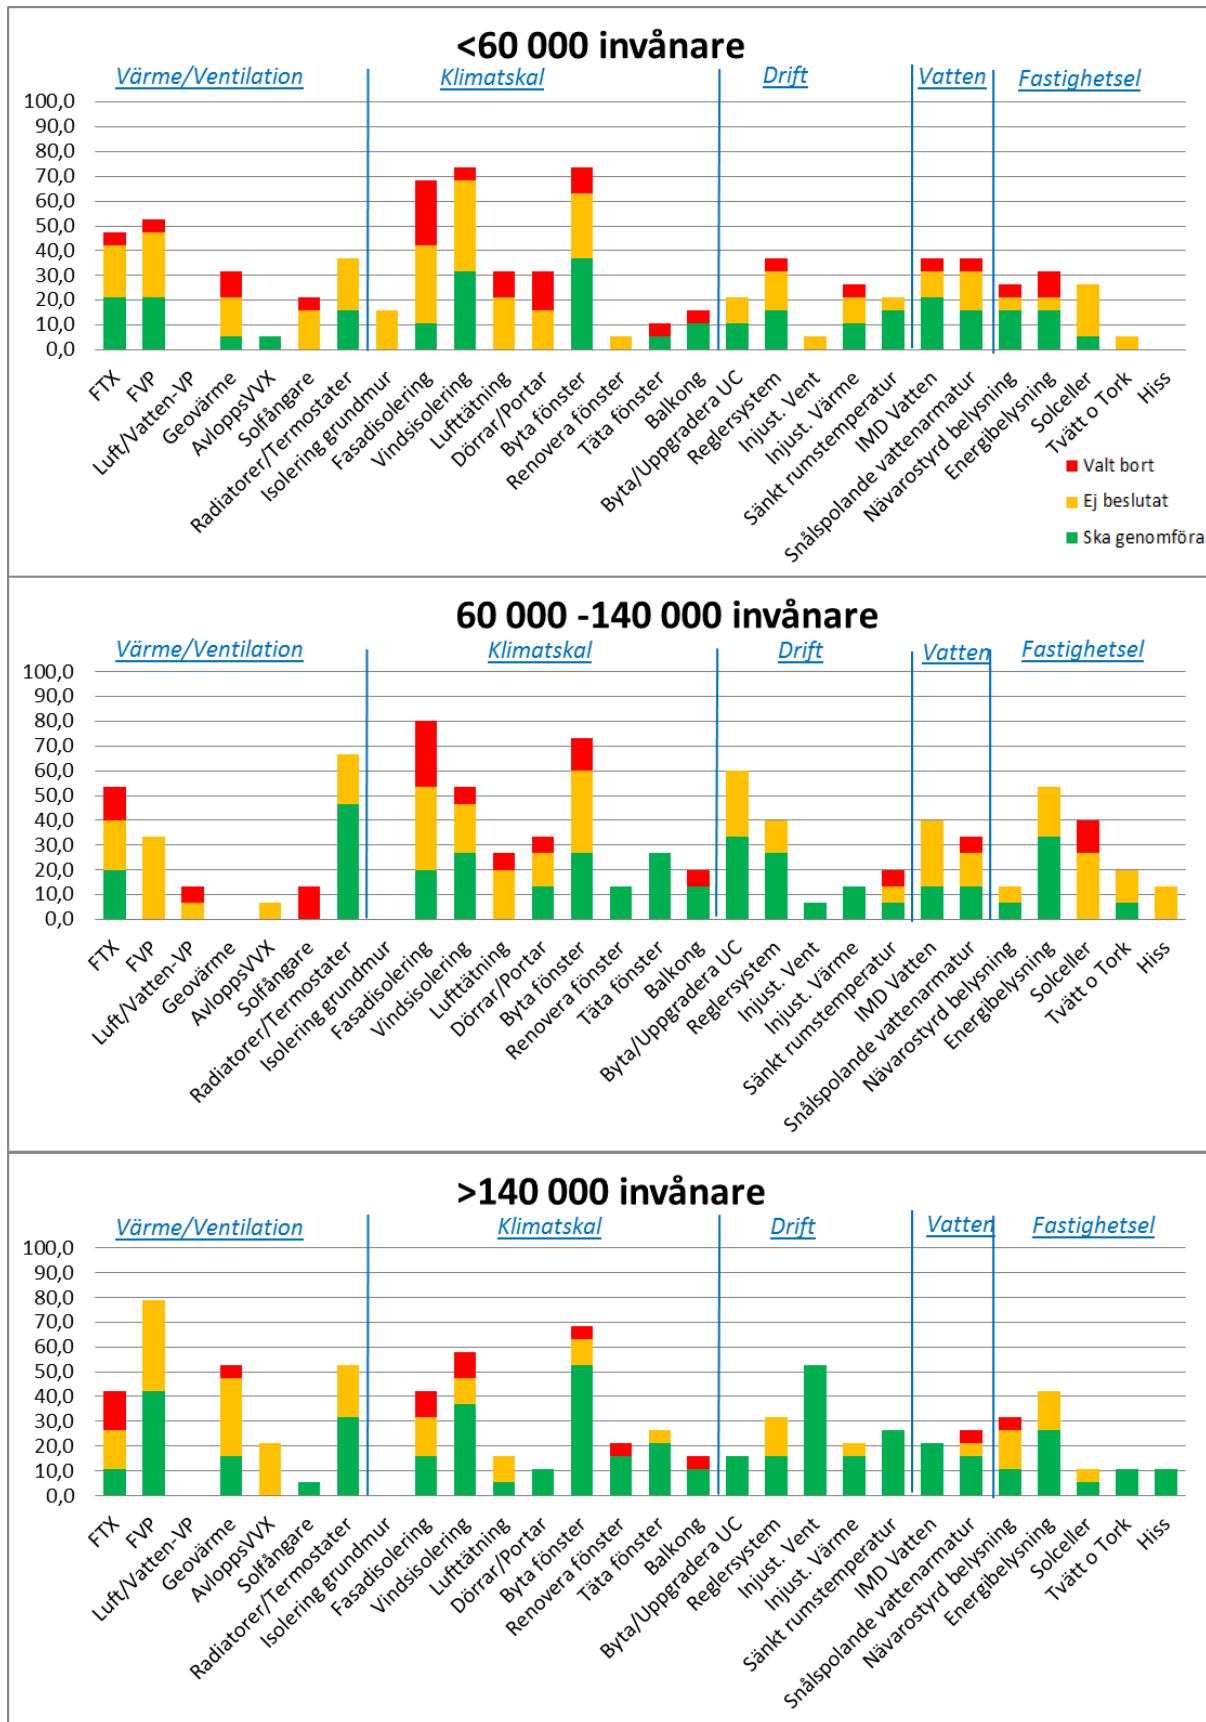 <60 000 invånare
Värme/Ventilation Klimatskal Drift Vatten Fastighetsel
100,0
90,0
80,0
70,0
60,0
50,0
40,0
30,0
20,0
10,0
0,0
FTX
FVP
Luft/Vatten-VP
Geovärme
AvloppsVVX
Solfångare
Radiatorer/Termostater
Isolering grundmur
Fasadisolering
Vindsisolering
Lufttätning
Dörrar/Portar
Byta fönster
Renovera fönster
Täta fönster
Balkong
Byta/Uppgradera UC
Reglersystem
Injust. Vent
Injust. Värme
Sänkt rumstemperatur
IMD Vatten
Snålspolande vattenarmatur
Nävarostyrd belysning
Energibelysning
Solceller
Tvätt o Tork
Hiss
Valt bort
Ej beslutat
Ska genomföra
60 000 -140 000 invånare
Värme/Ventilation Klimatskal Drift Vatten Fastighetsel
100,0
90,0
80,0
70,0
60,0
50,0
40,0
30,0
20,0
10,0
0,0
FTX
FVP
Luft/Vatten-VP
Geovärme
AvloppsVVX
Solfångare
Radiatorer/Termostater
Isolering grundmur
Fasadisolering
Vindsisolering
Lufttätning
Dörrar/Portar
Byta fönster
Renovera fönster
Täta fönster
Balkong
Byta/Uppgradera UC
Reglersystem
Injust. Vent
Injust. Värme
Sänkt rumstemperatur
IMD Vatten
Snålspolande vattenarmatur
Nävarostyrd belysning
Energibelysning
Solceller
Tvätt o Tork
Hiss
>140 000 invånare
Värme/Ventilation Klimatskal Drift Vatten Fastighetsel
100,0
90,0
80,0
70,0
60,0
50,0
40,0
30,0
20,0
10,0
0,0
FTX
FVP
Luft/Vatten-VP
Geovärme
AvloppsVVX
Solfångare
Radiatorer/Termostater
Isolering grundmur
Fasadisolering
Vindsisolering
Lufttätning
Dörrar/Portar
Byta fönster
Renovera fönster
Täta fönster
Balkong
Byta/Uppgradera UC
Reglersystem
Injust. Vent
Injust. Värme
Sänkt rumstemperatur
IMD Vatten
Snålspolande vattenarmatur
Nävarostyrd belysning
Energibelysning
Solceller
Tvätt o Tork
Hiss